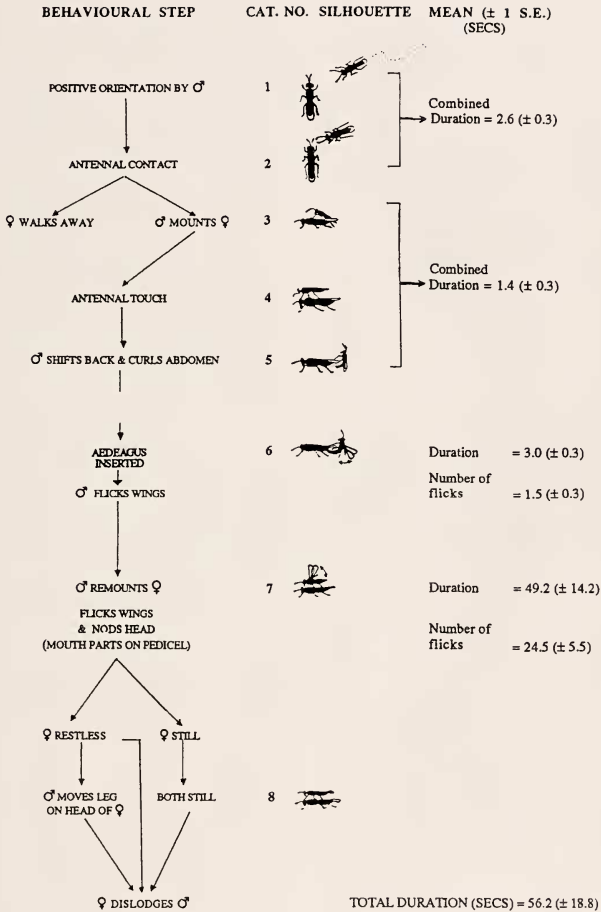 BEHAVIOURAL STEP CAT. NO. SILHOUETTE MEAN (± 1 S.E.)
(SECS)
POSITIVE ORIENTATION BY ♂ 1
Combined
Duration = 2.6 (± 0.3)
ANTENNAL CONTACT 2
♀ WALKS AWAY ♂ MOUNTS ♀ 3
Combined
Duration = 1.4 (± 0.3)
ANTENNAL TOUCH 4
♂ SHIFTS BACK & CURLS ABDOMEN 5
AEDEAGUS 6 Duration = 3.0 (± 0.3)
INSERTED
Number of
♂ FLICKS WINGS flicks = 1.5 (± 0.3)
♂ REMOUNTS ♀ 7 Duration = 49.2 (± 14.2)
FLICKS WINGS
& NODS HEAD Number of
(MOUTH PARTS ON PEDICEL) flicks = 24.5 (± 5.5)
♀ RESTLESS ♀ STILL
♂ MOVES LEG BOTH STILL 8
ON HEAD OF ♀
♀ DISLODGES ♂ TOTAL DURATION (SECS) = 56.2 (± 18.8)